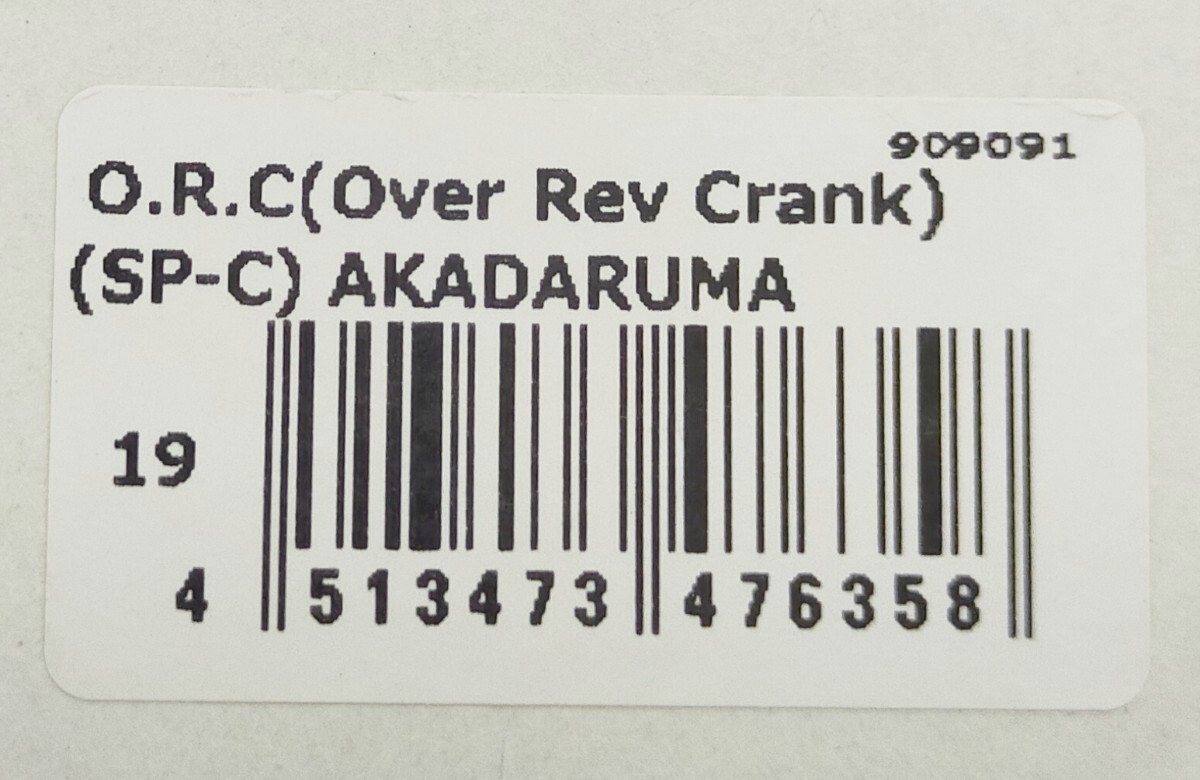 909091
O.R.C(Over Rev Crank)
(SP-C) AKADARUMA
19
4 513473 476358